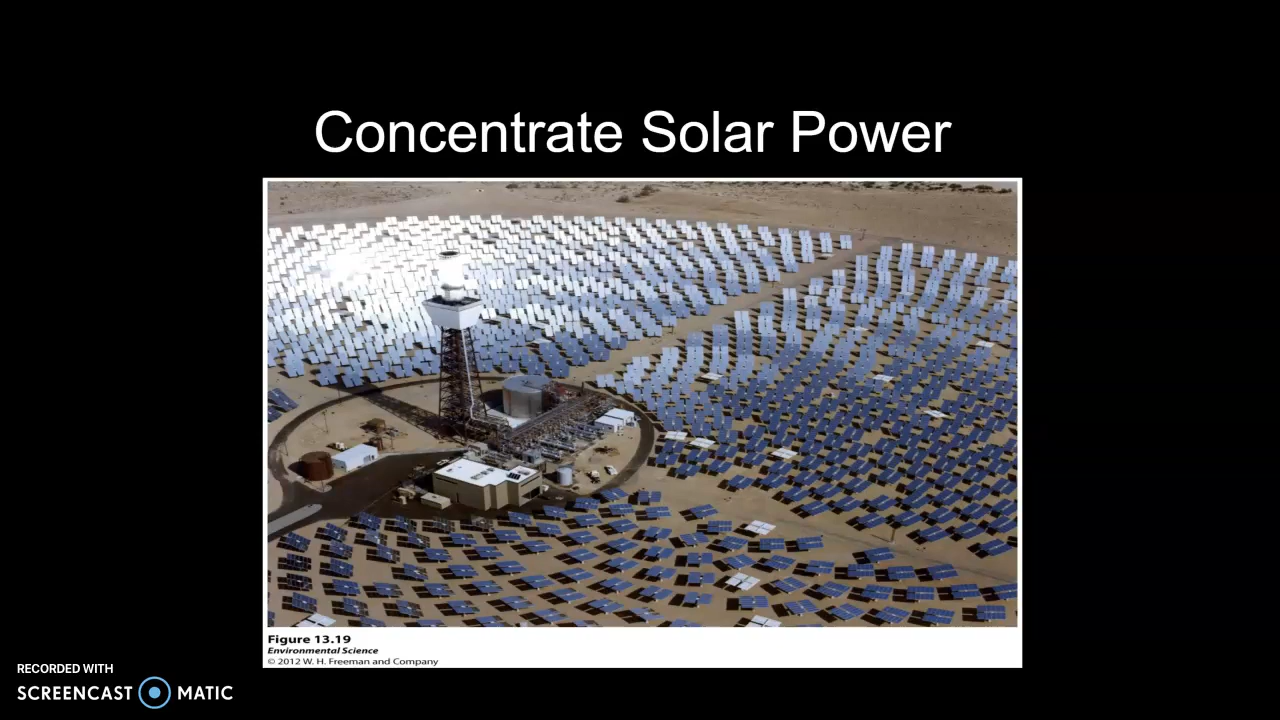 Concentrate Solar Power
Figure 13.19
Environmental Science
© 2012 W. H. Freeman and Company
RECORDED WITH
SCREENCAST MATIC